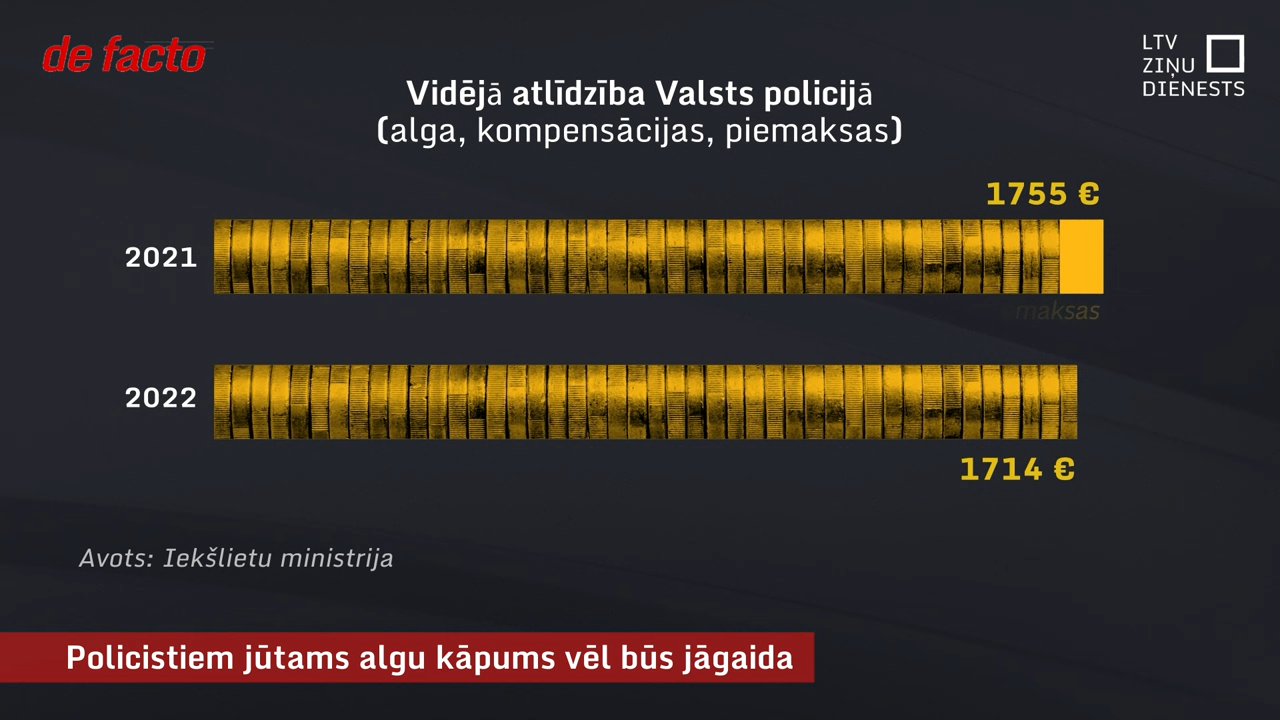 de facto
LTV
ZIŅU
DIENESTS
Vidējā atlīdzība Valsts policijā
(alga, kompensācijas, piemaksas)
1755 €
2021
maksas
2022
1714 €
Avots: Iekšlietu ministrija
Policistiem jūtams algu kāpums vēl būs jāgaida